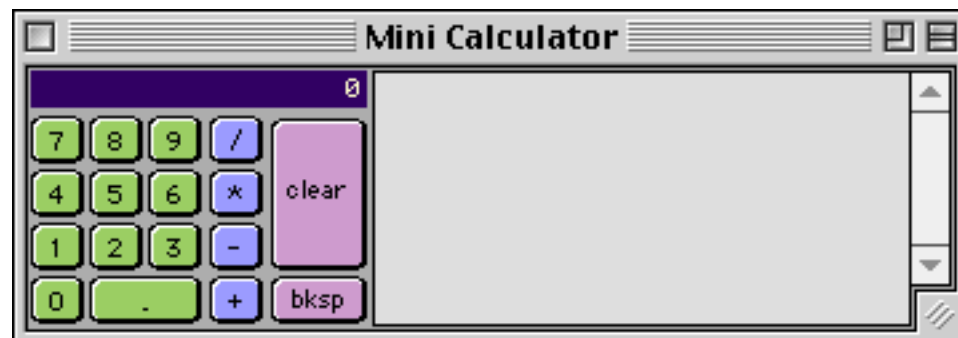 Mini Calculator
0
7 8 9 /
4 5 6 * clear
1 2 3 -
0 . + bksp